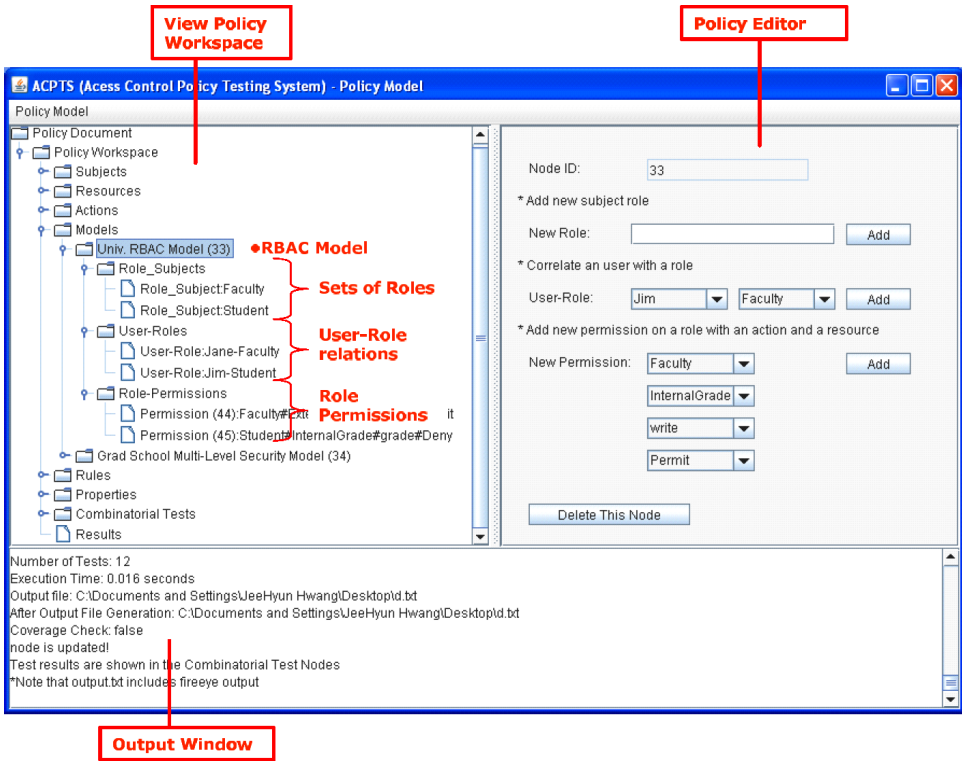 View Policy
Workspace
Policy Editor
ACPTS (Acess Control Policy Testing System) - Policy Model
Policy Model
Policy Document
Policy Workspace
Subjects
Resources
Actions
Models
Univ. RBAC Model (33)
RBAC Model
Role_Subjects
Role_Subject:Faculty
Role_Subject:Student
Sets of Roles
User-Roles
User-Role:Jane-Faculty
User-Role:Jim-Student
User-Role
relations
Role-Permissions
Permission (44):Faculty#Exte it
Permission (45):Student#InternalGrade#grade#Deny
Role
Permissions
Grad School Multi-Level Security Model (34)
Rules
Properties
Combinatorial Tests
Results
Node ID: 33
* Add new subject role
New Role: Add
* Correlate an user with a role
User-Role: Jim Faculty Add
* Add new permission on a role with an action and a resource
New Permission: Faculty Add
InternalGrade
write
Permit
Delete This Node
Number of Tests: 12
Execution Time: 0.016 seconds
Output file: C:\Documents and Settings\JeeHyun Hwang\Desktop\d.txt
After Output File Generation: C:\Documents and Settings\JeeHyun Hwang\Desktop\d.txt
Coverage Check: false
node is updated!
Test results are shown in the Combinatorial Test Nodes
*Note that output.txt includes fireeye output
Output Window